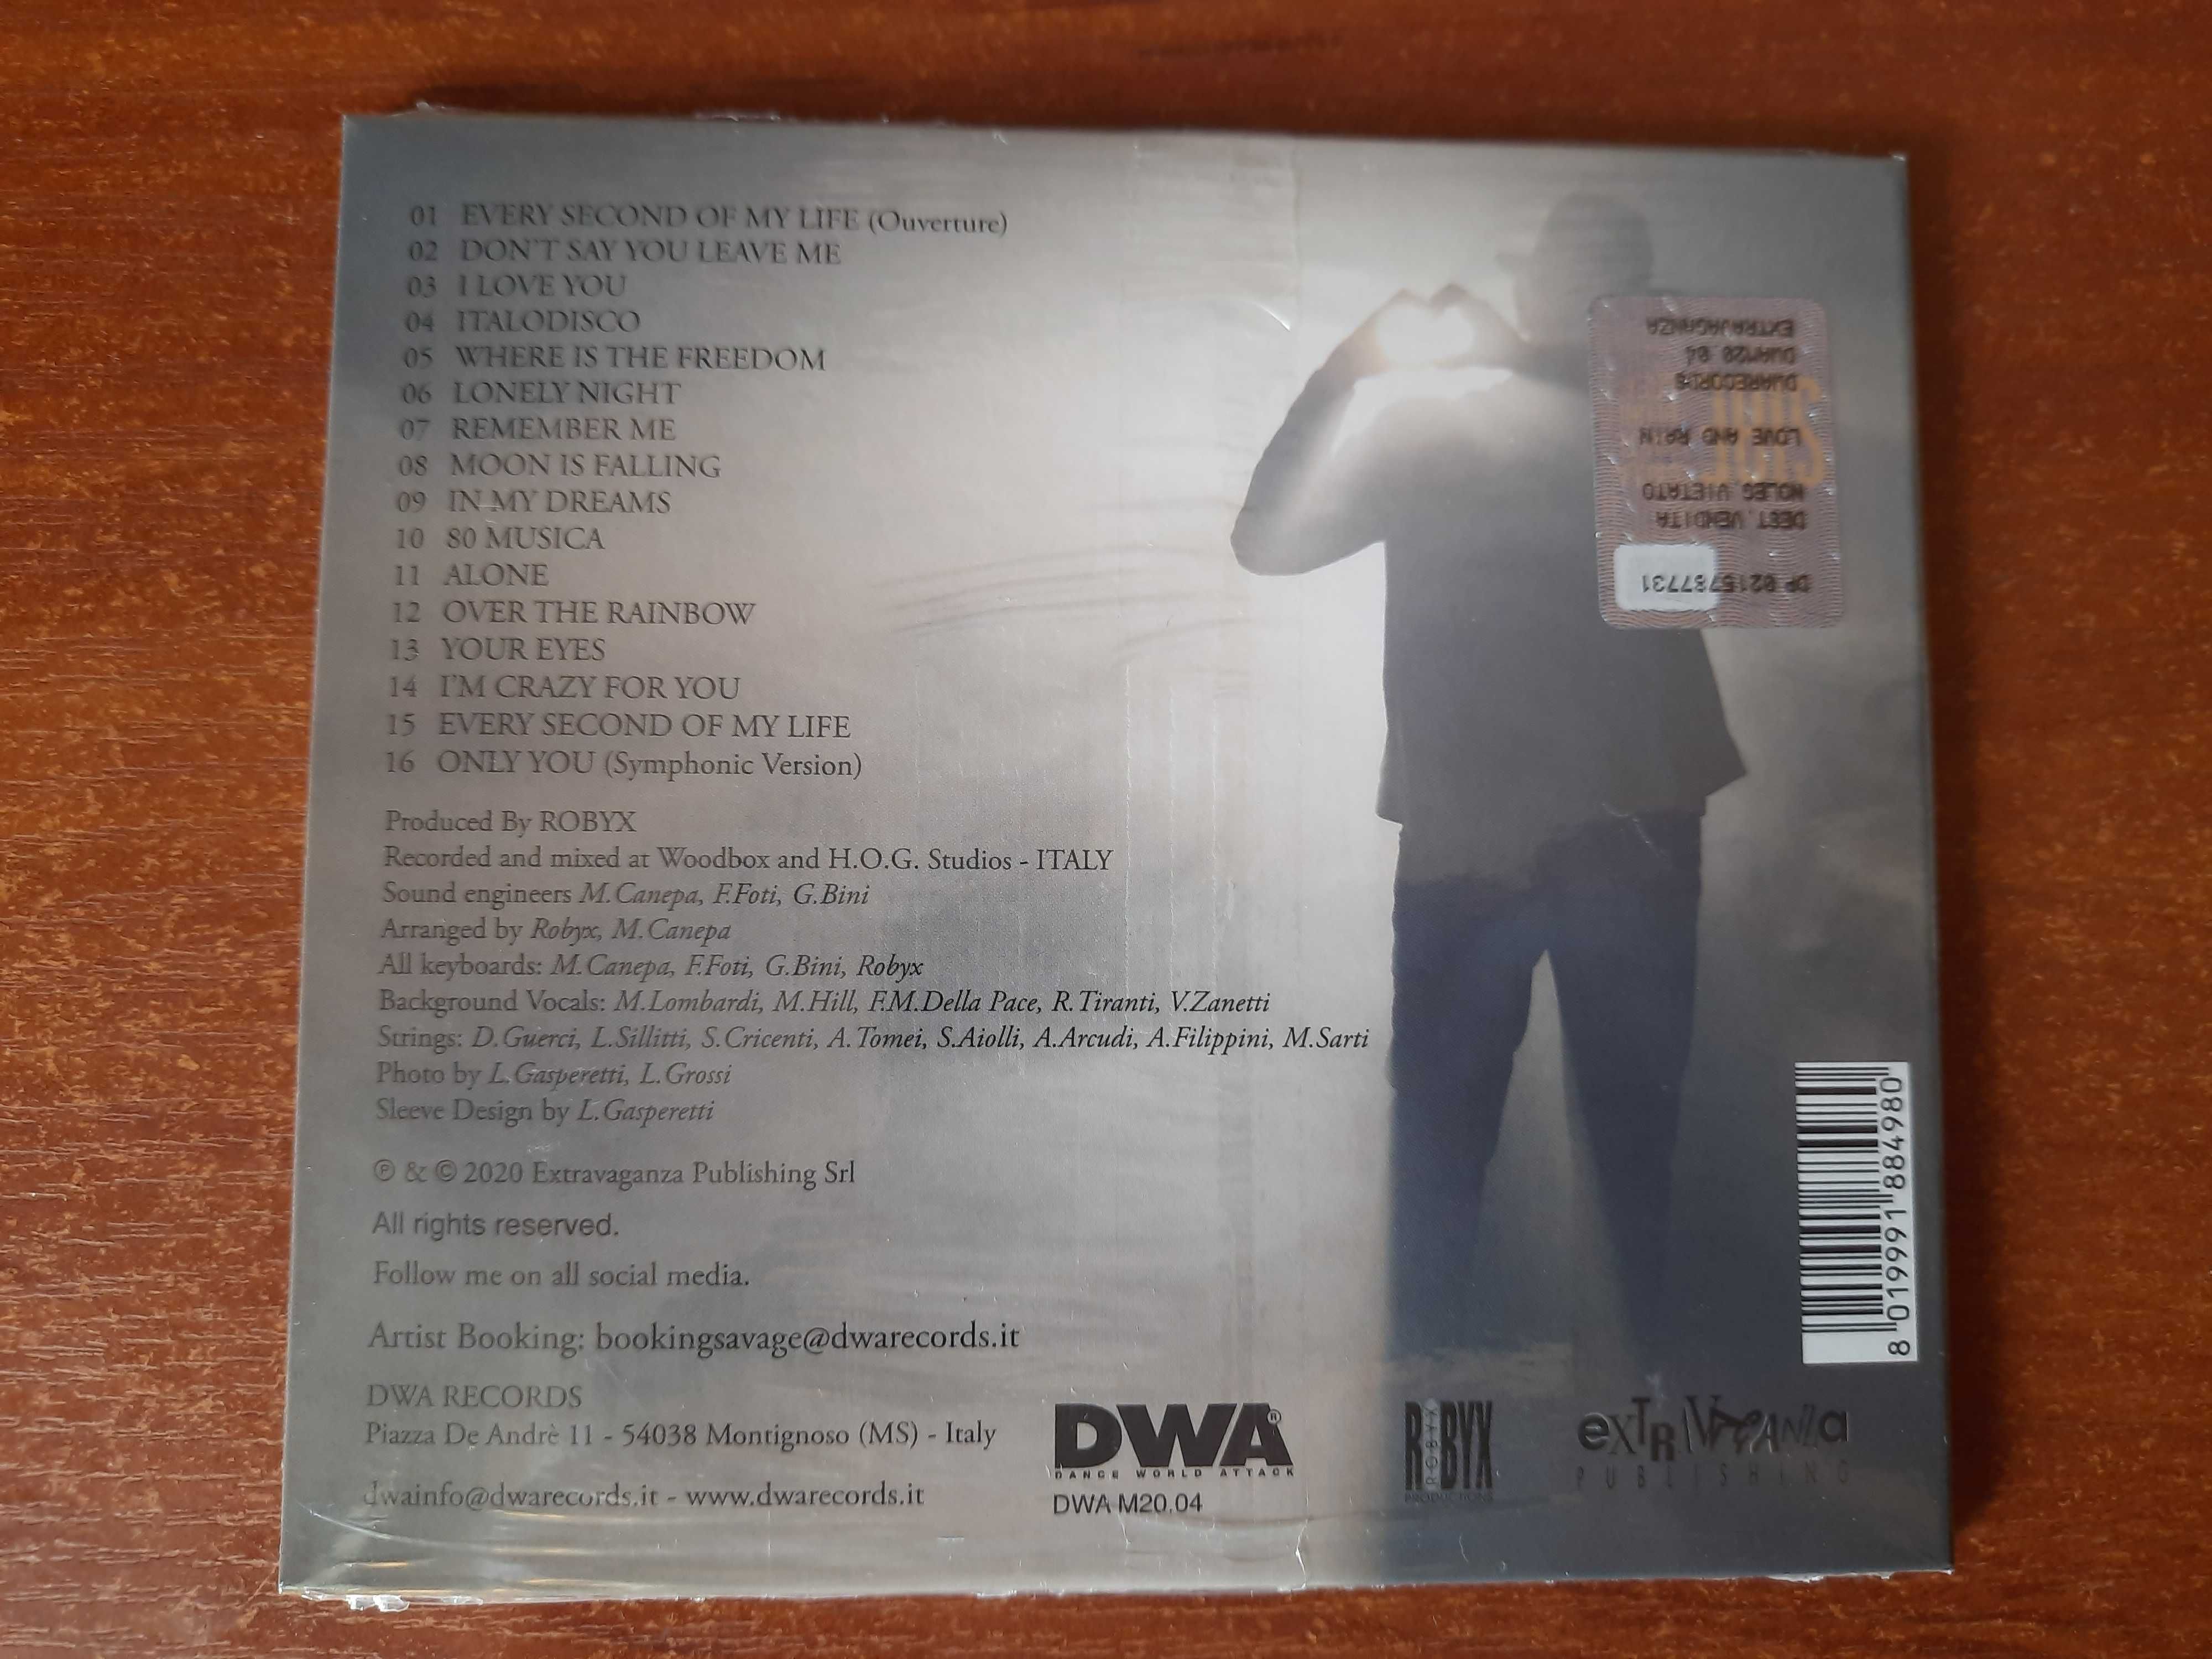 01 EVERY SECOND OF MY LIFE (Ouverture)
02 DON'T SAY YOU LEAVE ME
03 I LOVE YOU
04 ITALODISCO
05 WHERE IS THE FREEDOM
06 LONELY NIGHT
07 REMEMBER ME
08 MOON IS FALLING
09 IN MY DREAMS
10 80 MUSICA
11 ALONE
12 OVER THE RAINBOW
13 YOUR EYES
14 I'M CRAZY FOR YOU
15 EVERY SECOND OF MY LIFE
16 ONLY YOU (Symphonic Version)
Produced By ROBYX
Recorded and mixed at Woodbox and H.O.G. Studios - ITALY
Sound engineers M.Canepa, F.Foti, G.Bini
Arranged by Robyx, M.Canepa
All keyboards: M.Canepa, F.Foti, G.Bini, Robyx
Background Vocals: M.Lombardi, M.Hill, F.M.Della Pace, R.Tiranti, V.Zanetti
Strings: D.Guerci, L.Sillitti, S.Cricenti, A.Tomei, S.Aiolli, A.Arcudi, A.Filippini, M.Sarti
Photo by L.Gasperetti, L.Grossi
Sleeve Design by L.Gasperetti
℗ & © 2020 Extravaganza Publishing Srl
All rights reserved.
Follow me on all social media.
Artist Booking: bookingsavage@dwarecords.it
DWA RECORDS
Piazza De Andrè 11 - 54038 Montignoso (MS) - Italy
dwainfo@dwarecords.it - www.dwarecords.it
DWA®
DANCE WORLD ATTACK
DWA M20.04
ROBYX
ROBYX
PRODUCTIONS
eXTRAVAGANZa
PUBLISHING
8 019991 884980
DP 0215787731
DEST.VENDITA
NOLEG VIETATO
LOVE AND RAIN
DWARECORDS
DWAM20 04
EXTRAVAGANZA